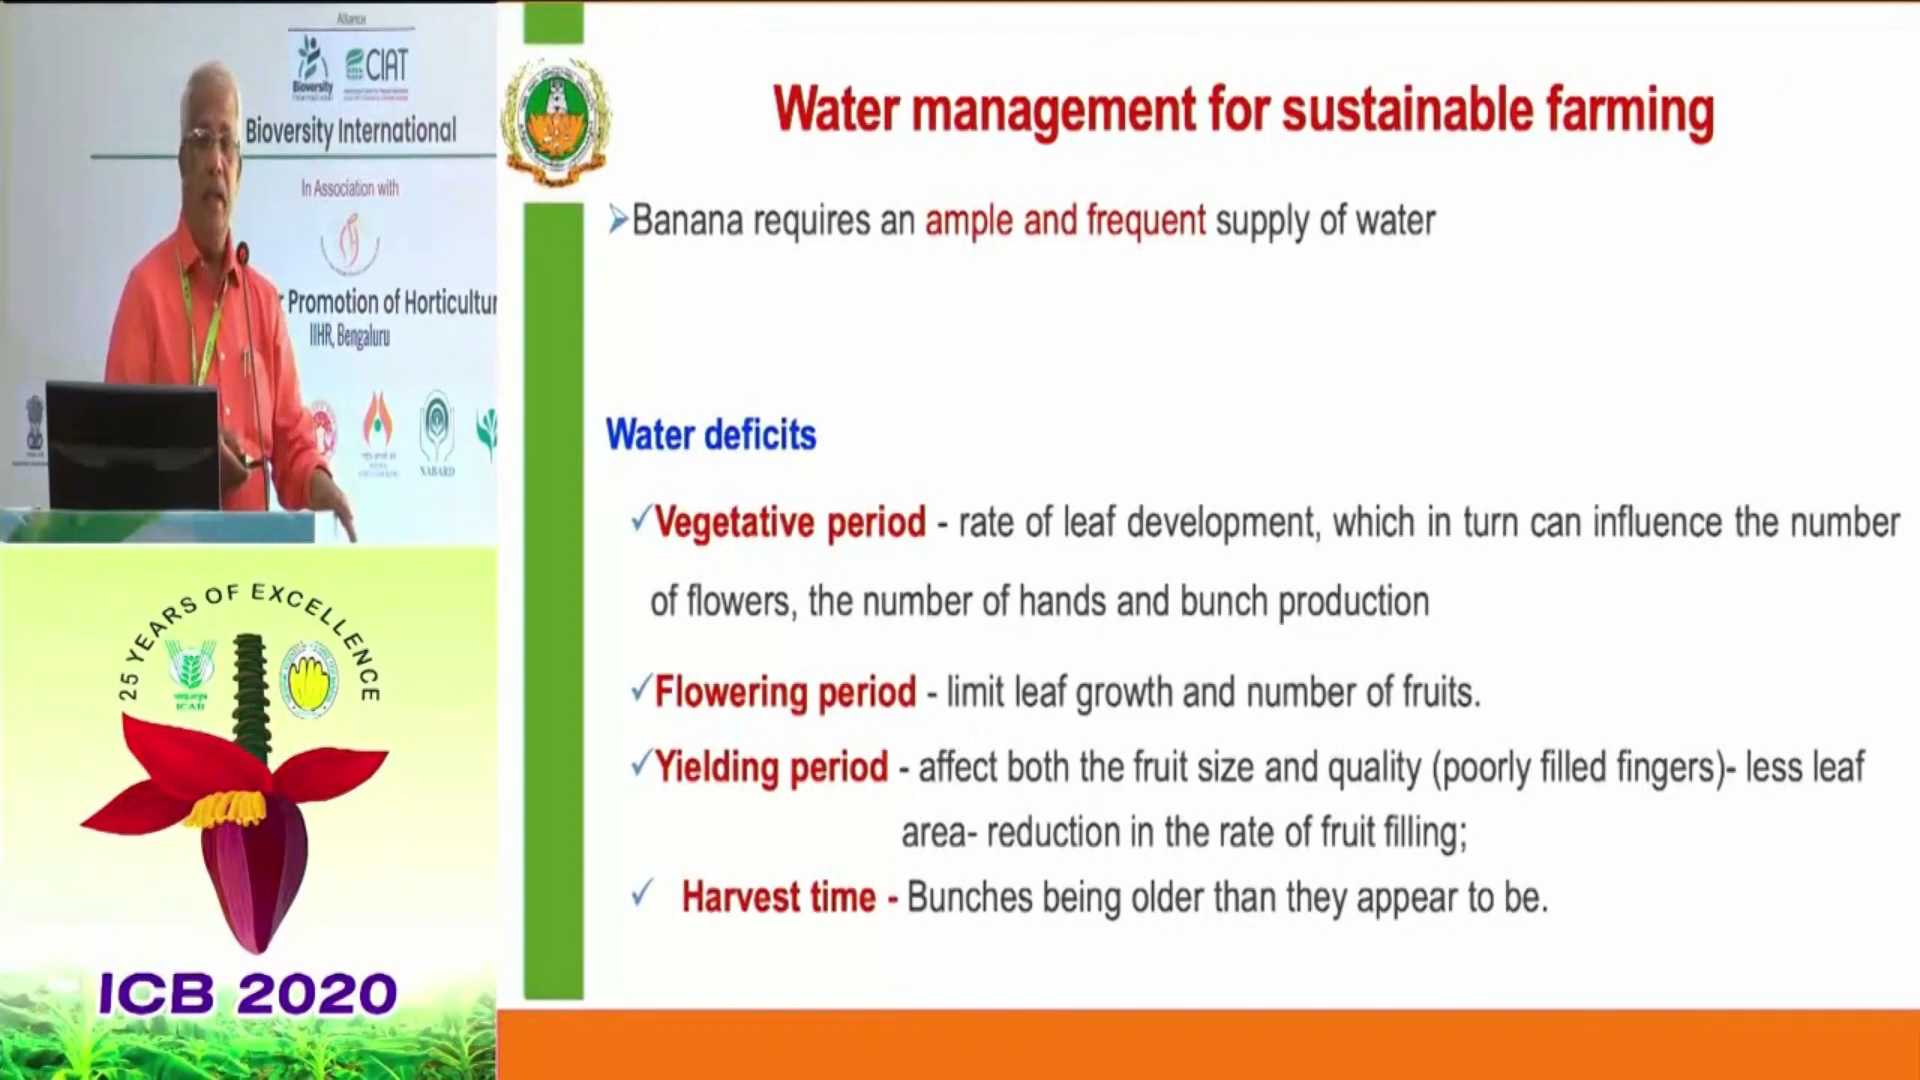 Alliance
Bioversity
CIAT
Bioversity International
In Association with
Promotion of Horticultur
IIHR, Bengaluru
NABARD
25 YEARS OF EXCELLENCE
ICAR
ICB 2020
Water management for sustainable farming
➢Banana requires an ample and frequent supply of water
Water deficits
✓Vegetative period - rate of leaf development, which in turn can influence the number
of flowers, the number of hands and bunch production
✓Flowering period - limit leaf growth and number of fruits.
✓Yielding period - affect both the fruit size and quality (poorly filled fingers)- less leaf
area- reduction in the rate of fruit filling;
✓ Harvest time - Bunches being older than they appear to be.